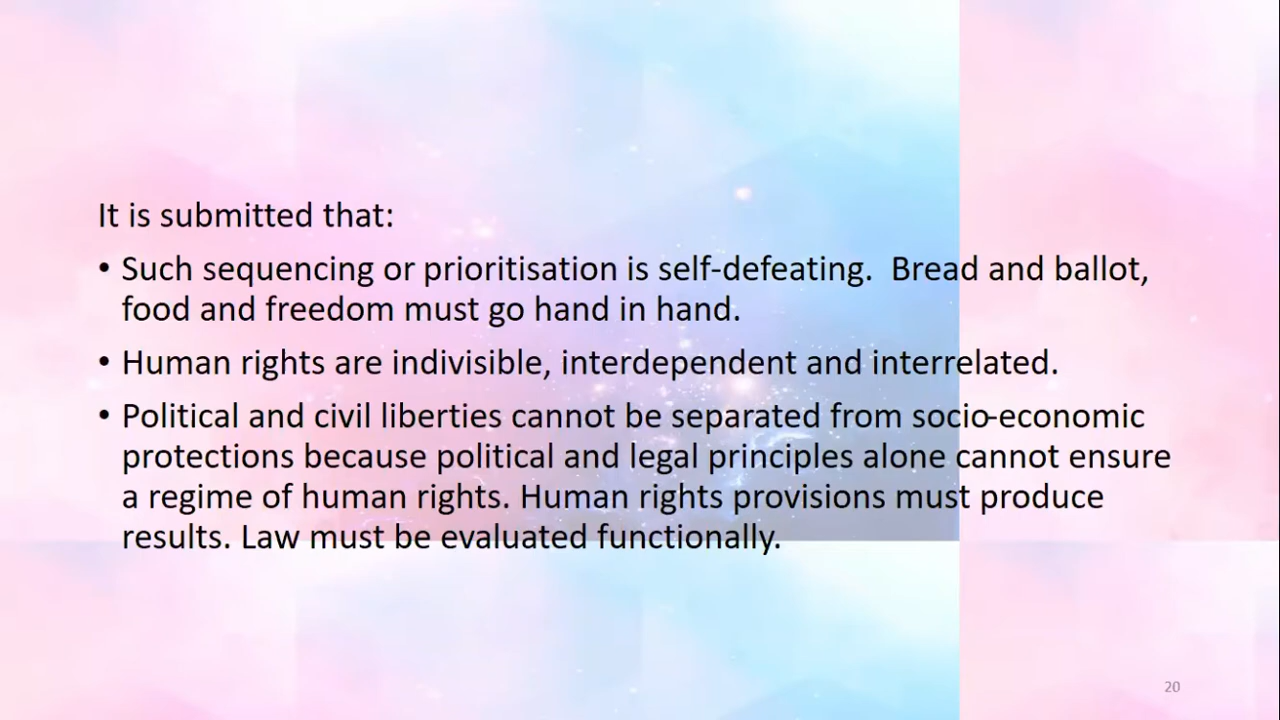 It is submitted that:
• Such sequencing or prioritisation is self-defeating.  Bread and ballot,
food and freedom must go hand in hand.
• Human rights are indivisible, interdependent and interrelated.
• Political and civil liberties cannot be separated from socio-economic
protections because political and legal principles alone cannot ensure
a regime of human rights. Human rights provisions must produce
results. Law must be evaluated functionally.
20